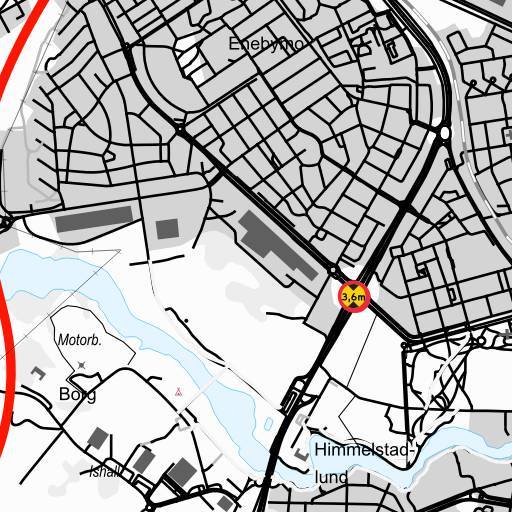 Enebymo
3,6m
Motorb.
Borg
Ishall
Himmelstad-
lund